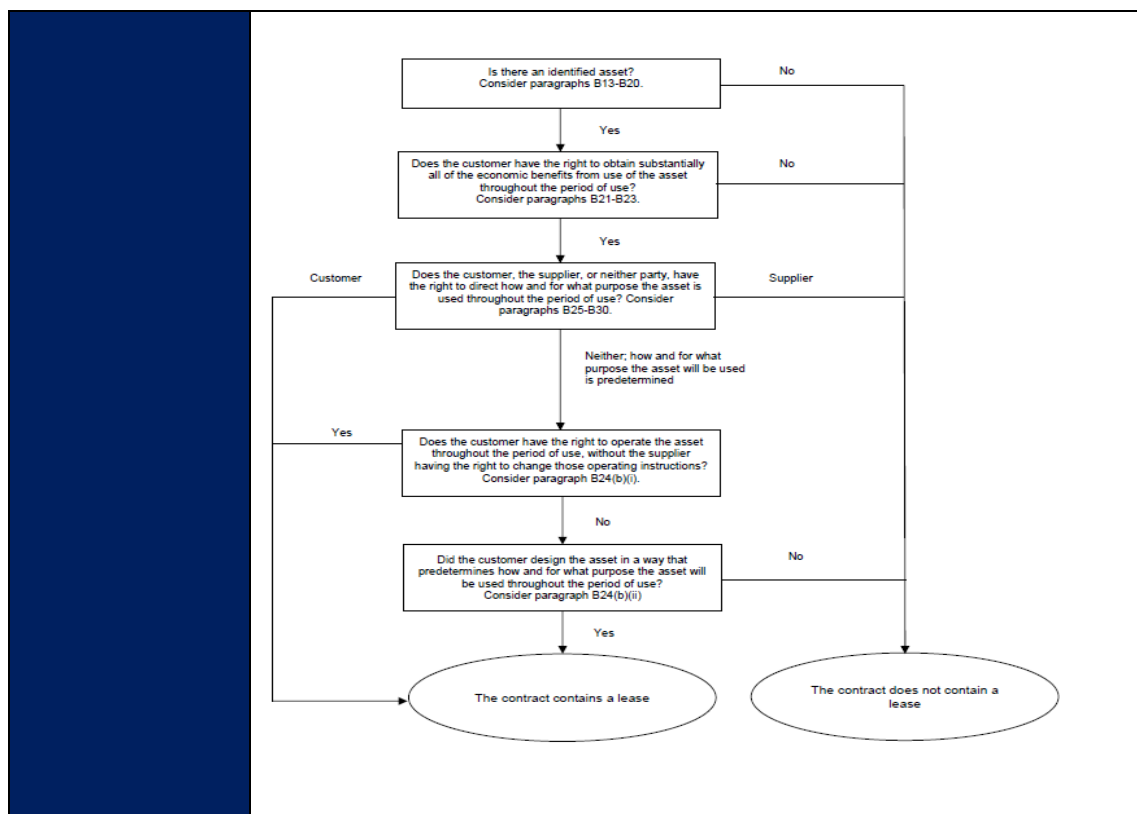 Is there an identified asset?
Consider paragraphs B13-B20.
No
Yes
Does the customer have the right to obtain substantially
all of the economic benefits from use of the asset
throughout the period of use?
Consider paragraphs B21-B23.
No
Yes
Customer
Does the customer, the supplier, or neither party, have
the right to direct how and for what purpose the asset is
used throughout the period of use? Consider
paragraphs B25-B30.
Supplier
Neither; how and for what
purpose the asset will be used
is predetermined
Yes
Does the customer have the right to operate the asset
throughout the period of use, without the supplier
having the right to change those operating instructions?
Consider paragraph B24(b)(i).
No
Did the customer design the asset in a way that
predetermines how and for what purpose the asset will
be used throughout the period of use?
Consider paragraph B24(b)(ii)
No
Yes
The contract contains a lease
The contract does not contain a
lease